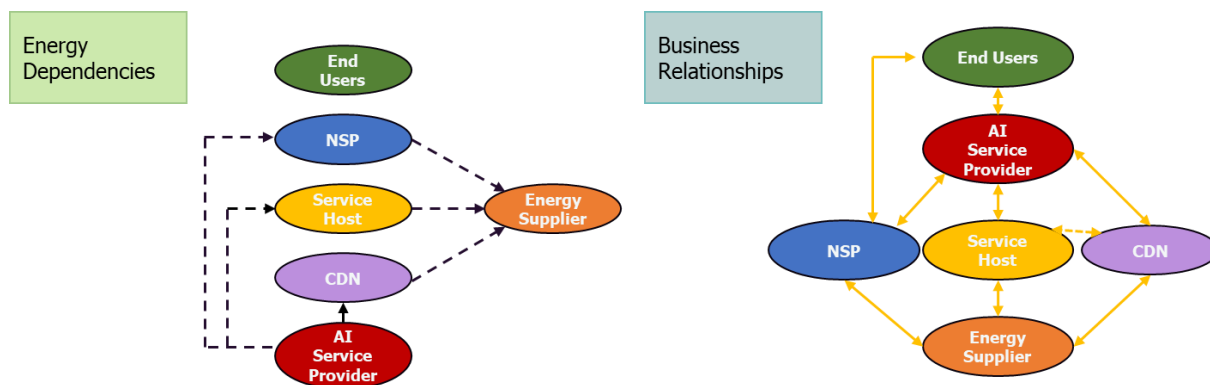 Energy
Dependencies
End
Users
NSP
Service
Host
CDN
AI
Service
Provider
Energy
Supplier
Business
Relationships
End Users
AI
Service
Provider
NSP
Service
Host
CDN
Energy
Supplier